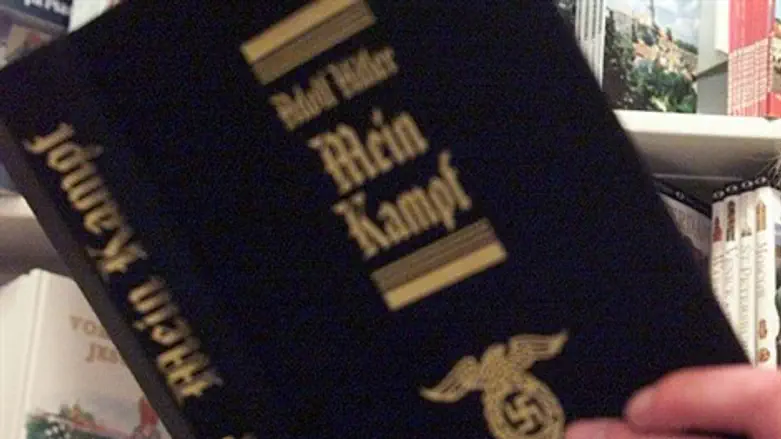 Adolf Hitler
Mein
Kampf
Mein Kampf